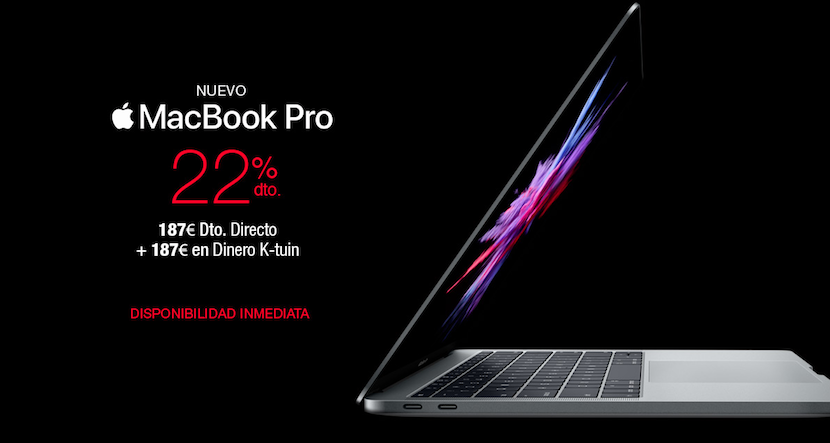 NUEVO
MacBook Pro
22% dto.
187€ Dto. Directo
+ 187€ en Dinero K-tuin
DISPONIBILIDAD INMEDIATA